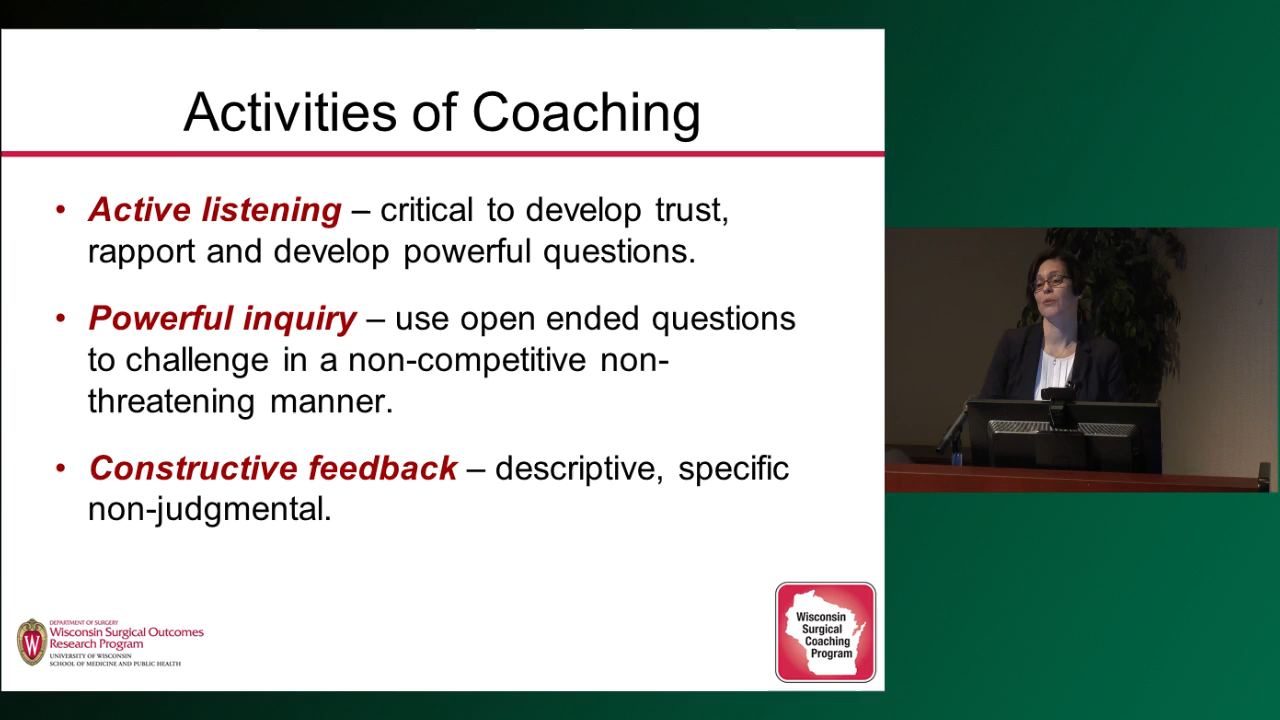 Activities of Coaching
• Active listening – critical to develop trust,
rapport and develop powerful questions.
• Powerful inquiry – use open ended questions
to challenge in a non-competitive non-
threatening manner.
• Constructive feedback – descriptive, specific
non-judgmental.
W
DEPARTMENT OF SURGERY
Wisconsin Surgical Outcomes
Research Program
UNIVERSITY OF WISCONSIN
SCHOOL OF MEDICINE AND PUBLIC HEALTH
Wisconsin
Surgical
Coaching
Program